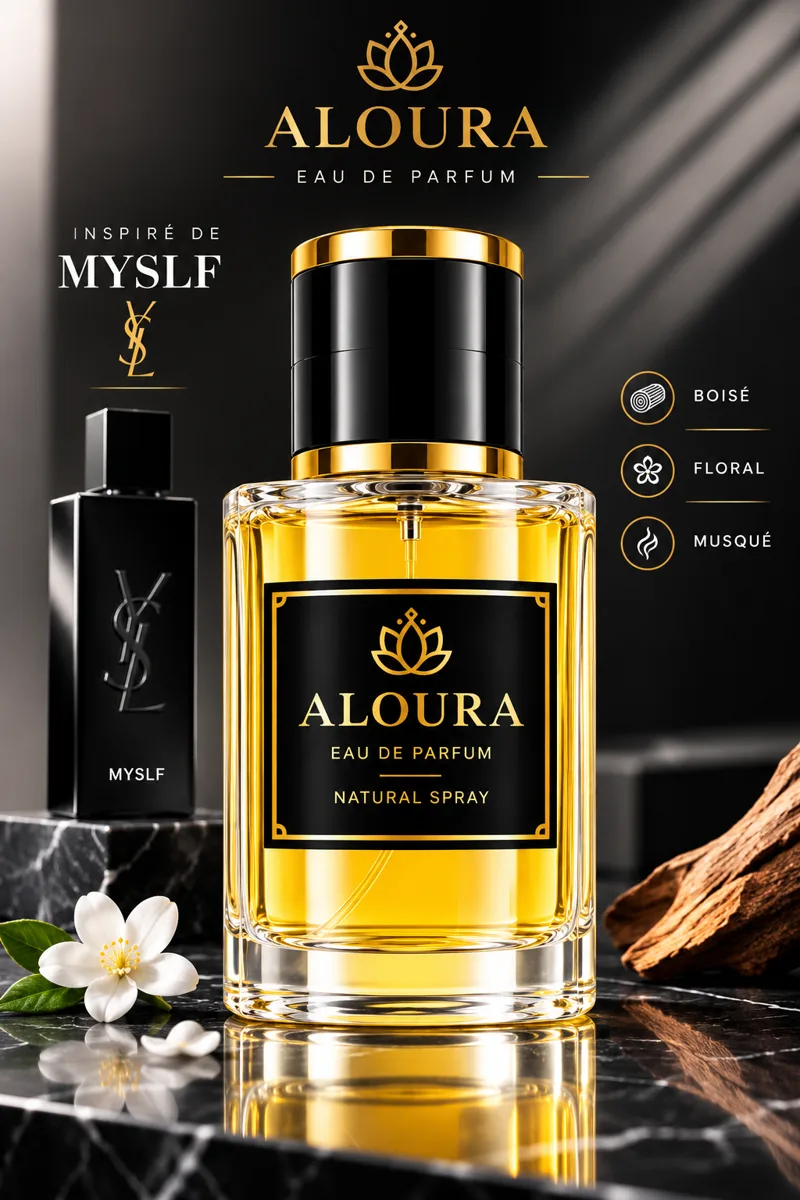 ALOURA
EAU DE PARFUM
INSPIRÉ DE
MYSLF
YSL
BOISÉ
FLORAL
MUSQUÉ
YSL
MYSLF
ALOURA
EAU DE PARFUM
NATURAL SPRAY